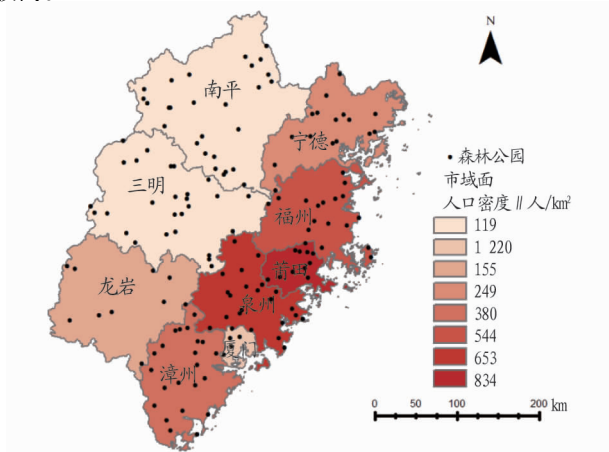 N
南平
宁德
三明
福州
莆田
龙岩
泉州
厦门
漳州
森林公园
市域面
人口密度∥人/km²
119
1 220
155
249
380
544
653
834
0 50 100 200 km